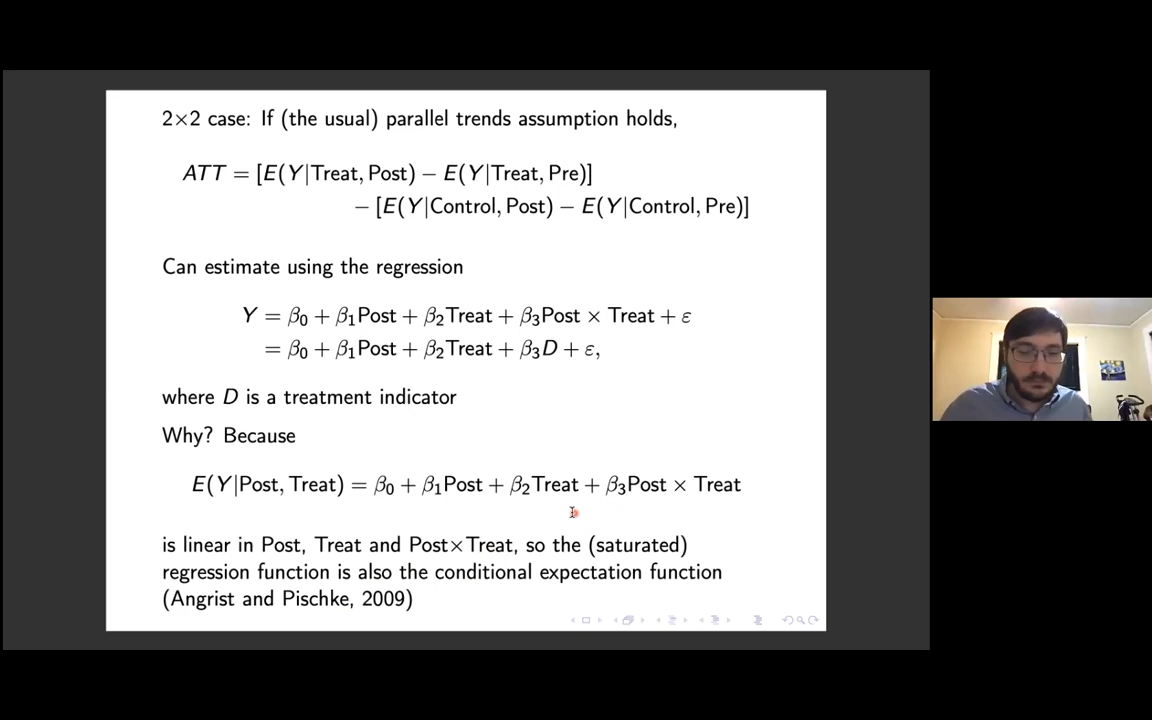 2×2 case: If (the usual) parallel trends assumption holds,
ATT = [E(Y|Treat, Post) − E(Y|Treat, Pre)]
− [E(Y|Control, Post) − E(Y|Control, Pre)]
Can estimate using the regression
Y = β₀ + β₁Post + β₂Treat + β₃Post × Treat + ε
= β₀ + β₁Post + β₂Treat + β₃D + ε,
where D is a treatment indicator
Why? Because
E(Y|Post, Treat) = β₀ + β₁Post + β₂Treat + β₃Post × Treat
is linear in Post, Treat and Post×Treat, so the (saturated)
regression function is also the conditional expectation function
(Angrist and Pischke, 2009)